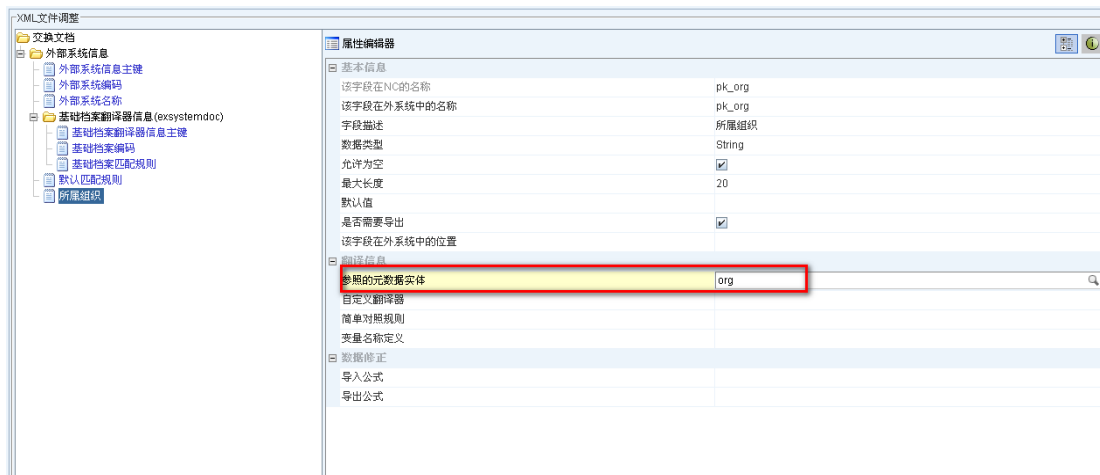 XML文件调整
交换文档
外部系统信息
外部系统信息主键
外部系统编码
外部系统名称
基础档案翻译器信息(exsystemdoc)
基础档案翻译器信息主键
基础档案编码
基础档案匹配规则
默认匹配规则
所属组织
属性编辑器
基本信息
该字段在NC的名称 pk_org
该字段在外系统中的名称 pk_org
字段描述 所属组织
数据类型 String
允许为空
最大长度 20
默认值
是否需要导出
该字段在外系统中的位置
翻译信息
参照的元数据实体 org
自定义翻译器
简单对照规则
变量名称定义
数据修正
导入公式
导出公式